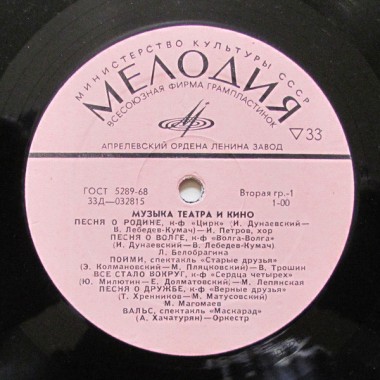 МИНИСТЕРСТВО КУЛЬТУРЫ СССР
МЕЛОДИЯ
ВСЕСОЮЗНАЯ ФИРМА ГРАМПЛАСТИНОК
33
АПРЕЛЕВСКИЙ ОРДЕНА ЛЕНИНА ЗАВОД
ГОСТ 5289-68 Вторая гр.-1
33Д—032815 1-00
МУЗЫКА ТЕАТРА И КИНО
ПЕСНЯ О РОДИНЕ, к-ф «Цирк» (И. Дунаевский—
В. Лебедев-Кумач)— И. Петров, хор
ПЕСНЯ О ВОЛГЕ, к-ф «Волга-Волга»
(И. Дунаевский— В. Лебедев-Кумач)—
Л. Белобрагина
ПОЙМИ, спектакль «Старые друзья»
(Э. Колмановский— М. Пляцковский)— В. Трошин
ВСЕ СТАЛО ВОКРУГ, к-ф «Сердца четырех»
(Ю. Милютин— Е. Долматовский)— М. Лепянская
ПЕСНЯ О ДРУЖБЕ, к-ф «Верные друзья»
(Т. Хренников— М. Матусовский)
М. Магомаев
ВАЛЬС, спектакль «Маскарад»
(А. Хачатурян)— Оркестр